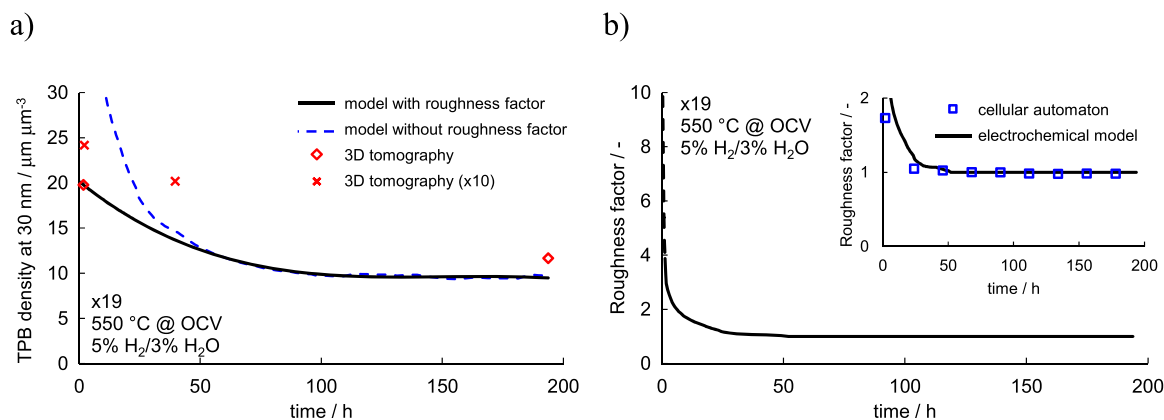 a)
TPB density at 30 nm / µm µm⁻³
30
25
20
15
10
5
0
0 50 100 150 200
time / h
model with roughness factor
model without roughness factor
3D tomography
3D tomography (x10)
x19
550 °C @ OCV
5% H₂/3% H₂O
b)
Roughness factor / -
10
8
6
4
2
0
0 50 100 150 200
time / h
x19
550 °C @ OCV
5% H₂/3% H₂O
Roughness factor / -
2
1
0
0 50 100 150 200
time / h
cellular automaton
electrochemical model